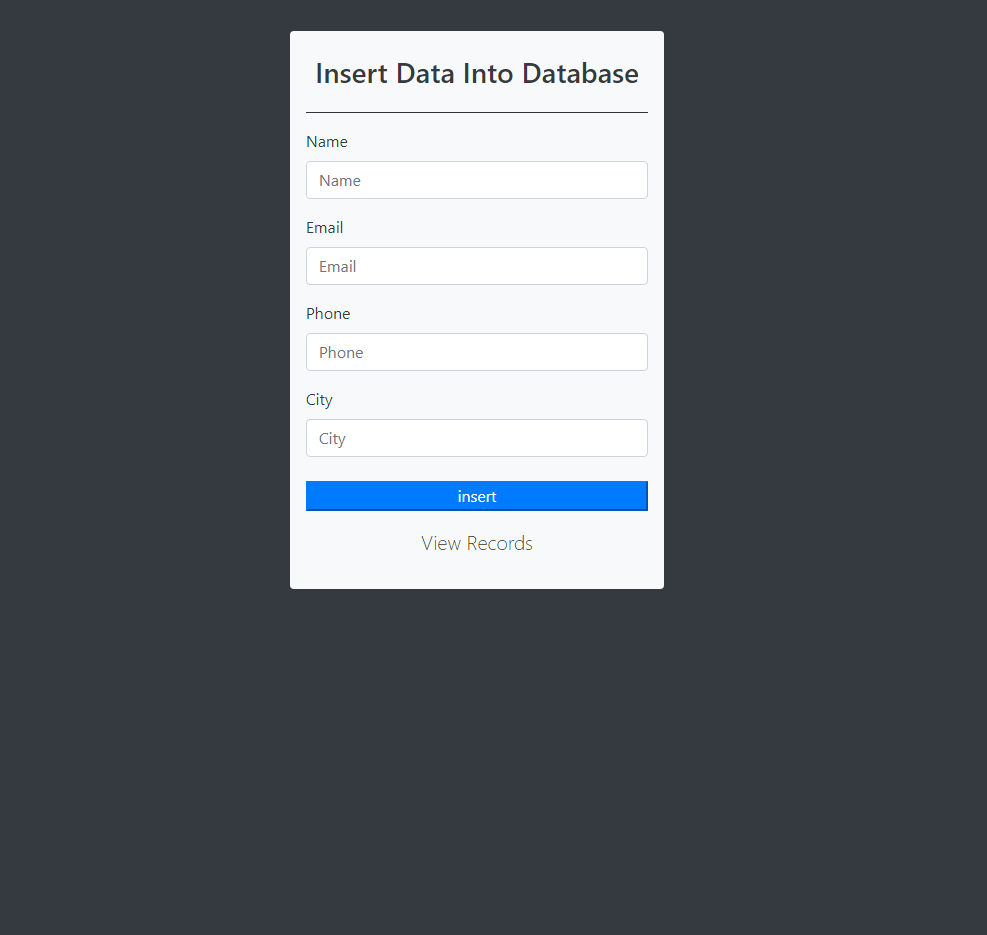 Insert Data Into Database
Name
Name
Email
Email
Phone
Phone
City
City
insert
View Records